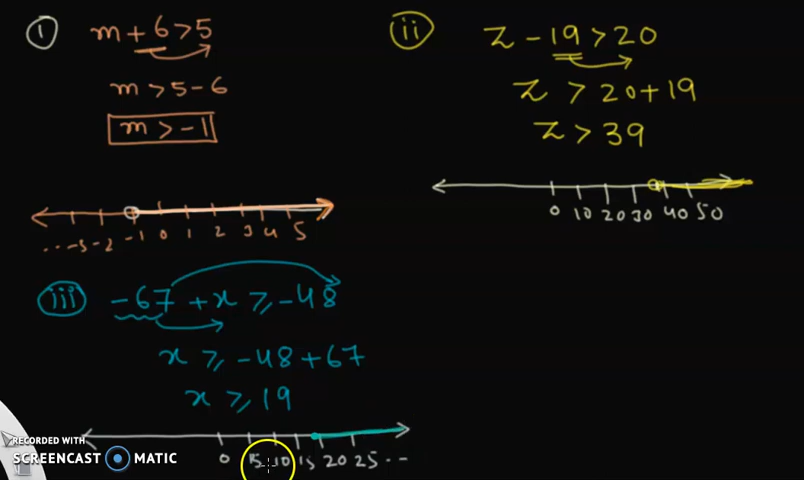 i m + 6 > 5
m > 5 - 6
m > -1
... -3 -2 -1 0 1 2 3 4 5
ii z - 19 > 20
z > 20 + 19
z > 39
0 10 20 30 40 50
iii -67 + x ≥ -48
x ≥ -48 + 67
x ≥ 19
0 5 10 15 20 25 ...
RECORDED WITH
SCREENCAST MATIC